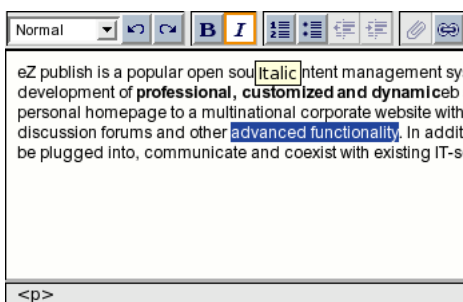 Normal B I
eZ publish is a popular open sou Italic ntent management sy
development of professional, customized and dynamiceb
personal homepage to a multinational corporate website with
discussion forums and other advanced functionality. In addit
be plugged into, communicate and coexist with existing IT-s
<p>